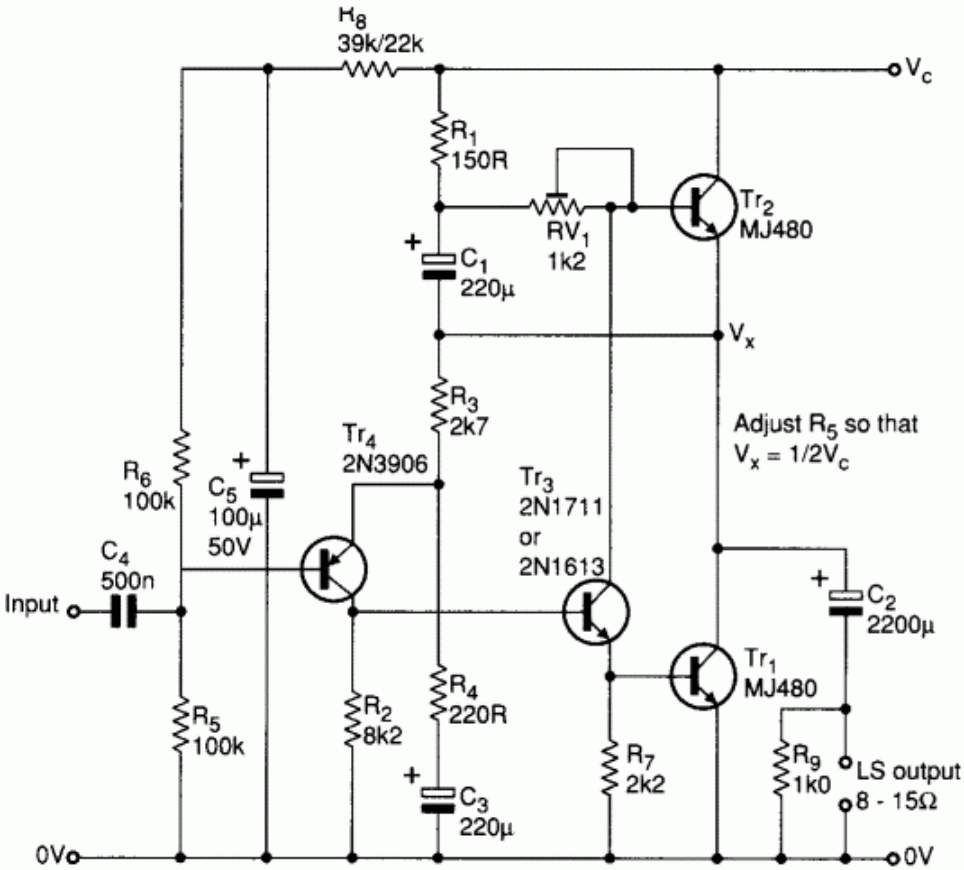 R8
39k/22k
Vc
R1
150R
RV1
1k2
Tr2
MJ480
+
C1
220µ
Vx
R3
2k7
Adjust R5 so that
Vx = 1/2Vc
Tr4
2N3906
R6
100k
+
C5
100µ
50V
Tr3
2N1711
or
2N1613
C4
500n
Input
+
C2
2200µ
Tr1
MJ480
R5
100k
R2
8k2
R4
220R
R7
2k2
R9
1k0
LS output
8 - 15Ω
+
C3
220µ
0V
0V